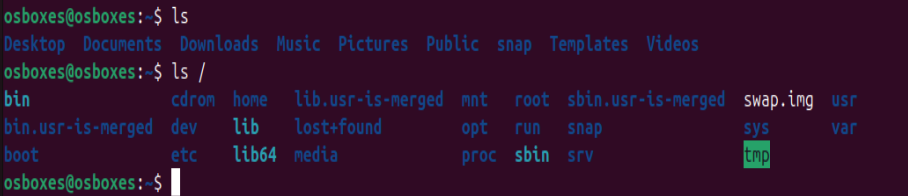 osboxes@osboxes:~$ ls
Desktop Documents Downloads Music Pictures Public snap Templates Videos
osboxes@osboxes:~$ ls /
bin cdrom home lib.usr-is-merged mnt root sbin.usr-is-merged swap.img usr
bin.usr-is-merged dev lib lost+found opt run snap sys var
boot etc lib64 media proc sbin srv tmp
osboxes@osboxes:~$